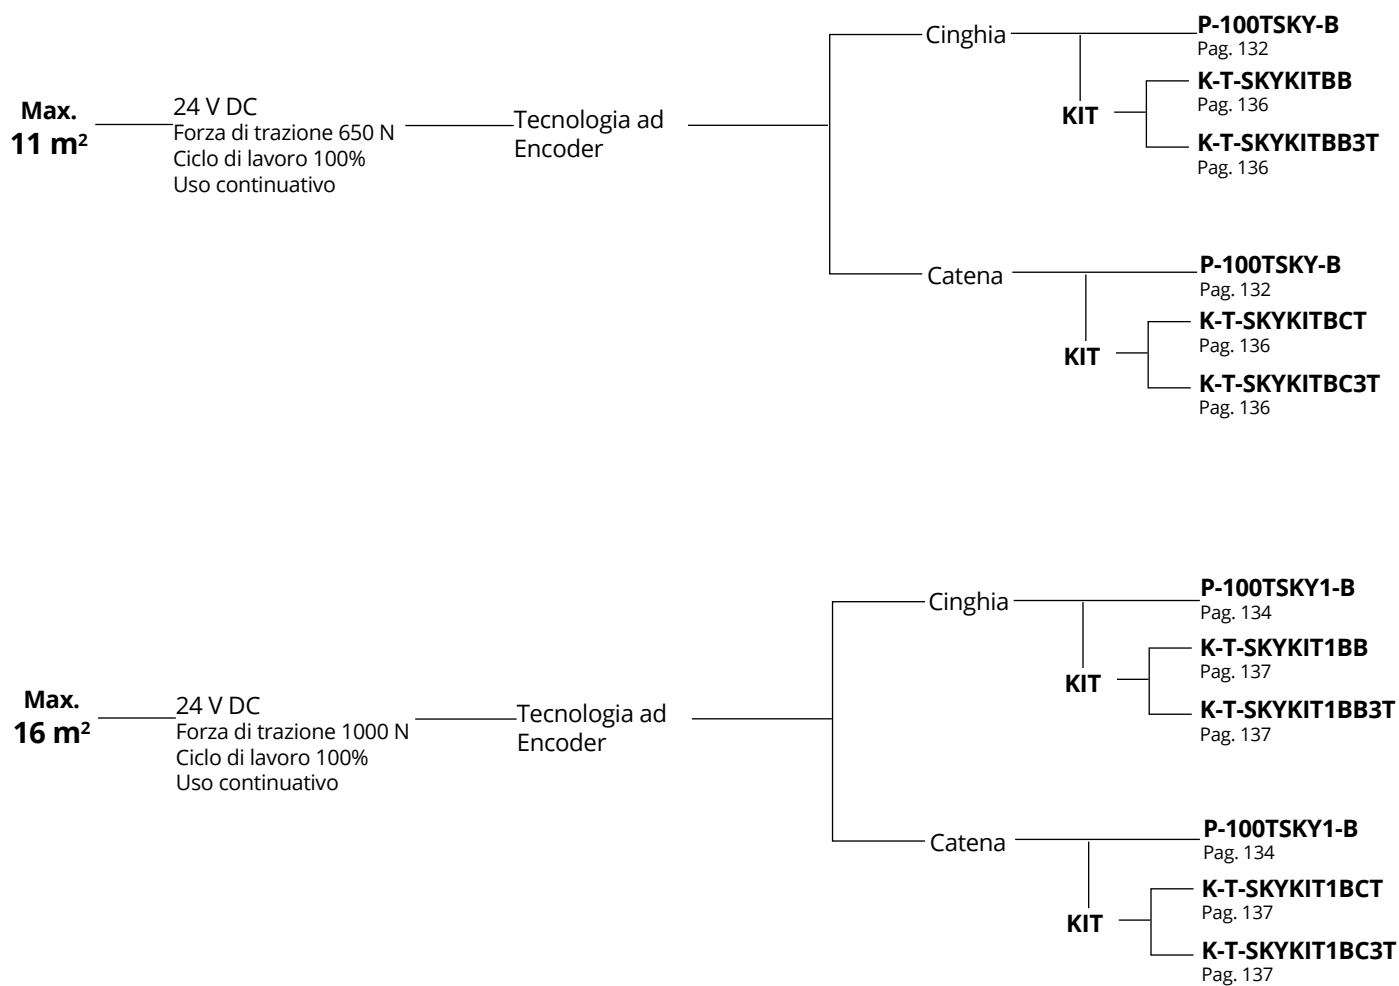 Max.
11 m²
24 V DC
Forza di trazione 650 N
Ciclo di lavoro 100%
Uso continuativo
Tecnologia ad
Encoder
Cinghia
P-100TSKY-B
Pag. 132
KIT
K-T-SKYKITBB
Pag. 136
K-T-SKYKITBB3T
Pag. 136
Catena
P-100TSKY-B
Pag. 132
KIT
K-T-SKYKITBCT
Pag. 136
K-T-SKYKITBC3T
Pag. 136
Max.
16 m²
24 V DC
Forza di trazione 1000 N
Ciclo di lavoro 100%
Uso continuativo
Tecnologia ad
Encoder
Cinghia
P-100TSKY1-B
Pag. 134
KIT
K-T-SKYKIT1BB
Pag. 137
K-T-SKYKIT1BB3T
Pag. 137
Catena
P-100TSKY1-B
Pag. 134
KIT
K-T-SKYKIT1BCT
Pag. 137
K-T-SKYKIT1BC3T
Pag. 137